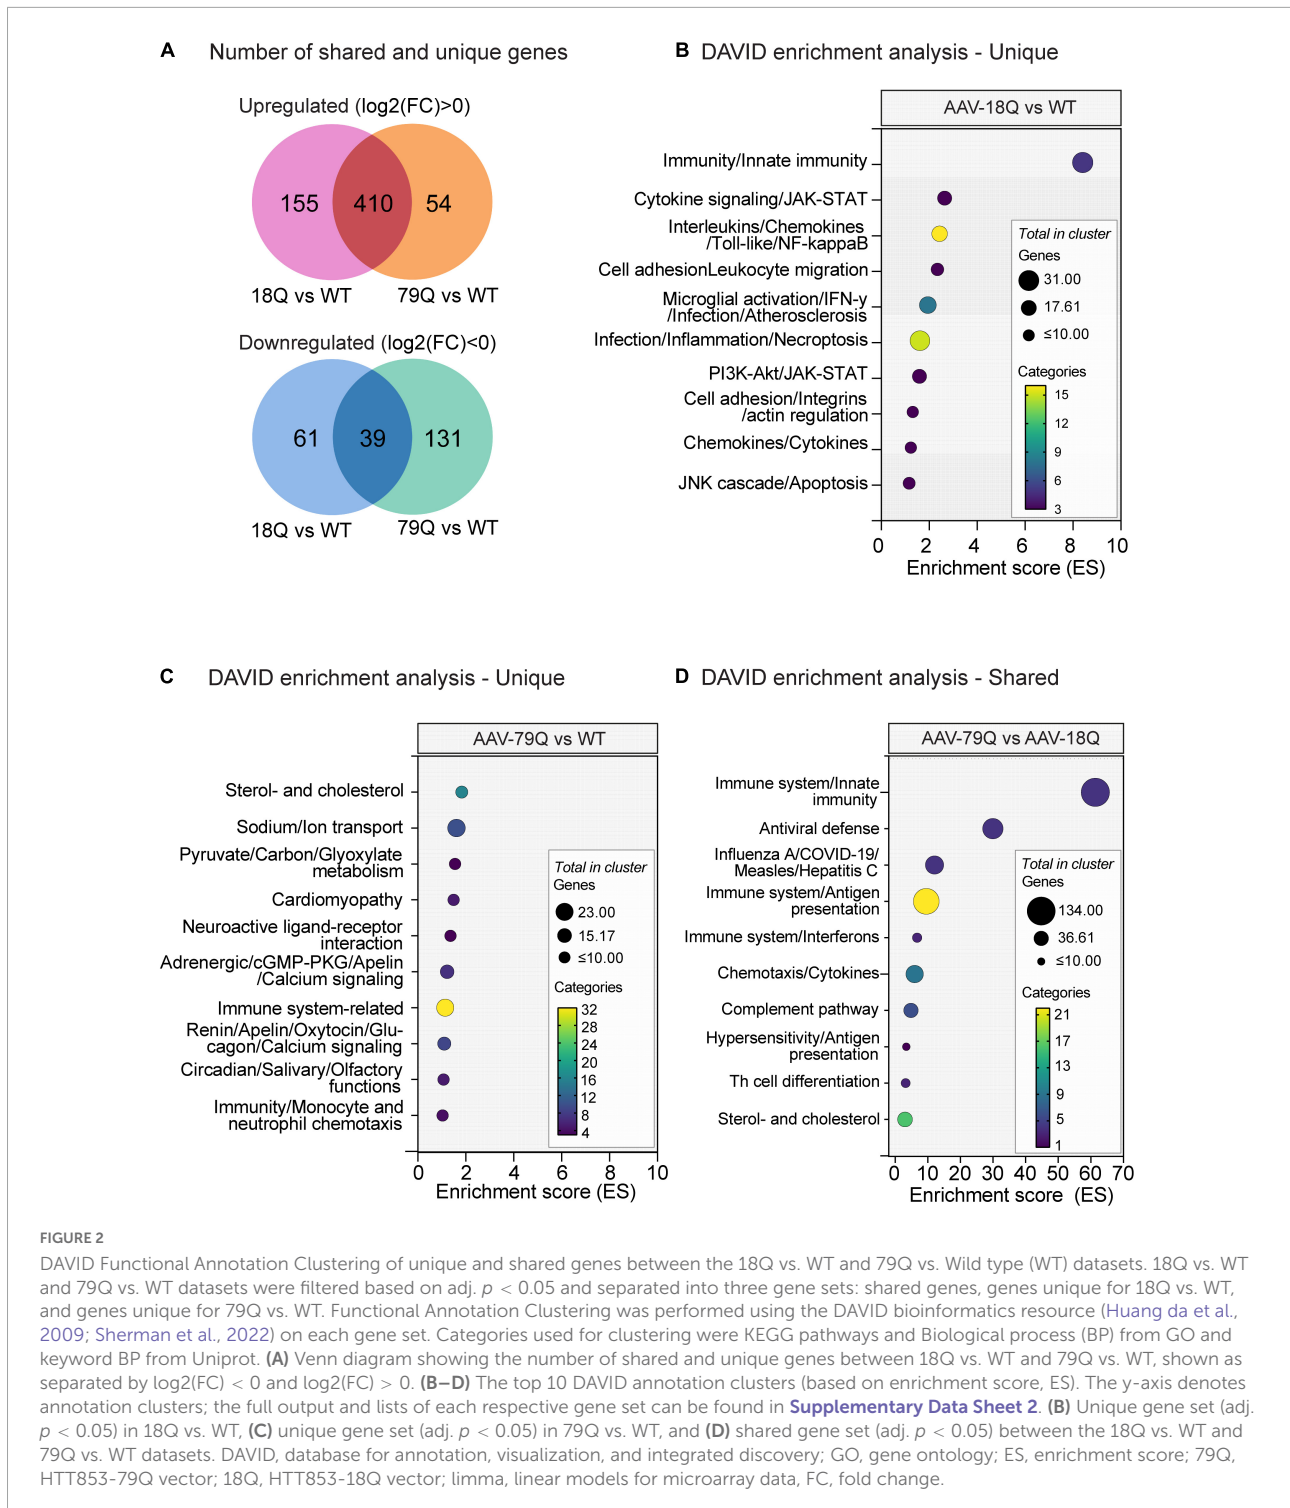 A Number of shared and unique genes
Upregulated (log2(FC)>0)
155 410 54
18Q vs WT 79Q vs WT
Downregulated (log2(FC)<0)
61 39 131
18Q vs WT 79Q vs WT
B DAVID enrichment analysis - Unique
AAV-18Q vs WT
Immunity/Innate immunity
Cytokine signaling/JAK-STAT
Interleukins/Chemokines
/Toll-like/NF-kappaB
Cell adhesionLeukocyte migration
Microglial activation/IFN-y
/Infection/Atherosclerosis
Infection/Inflammation/Necroptosis
PI3K-Akt/JAK-STAT
Cell adhesion/Integrins
/actin regulation
Chemokines/Cytokines
JNK cascade/Apoptosis
Total in cluster
Genes
31.00
17.61
≤10.00
Categories
15
12
9
6
3
0 2 4 6 8 10
Enrichment score (ES)
C DAVID enrichment analysis - Unique
AAV-79Q vs WT
Sterol- and cholesterol
Sodium/Ion transport
Pyruvate/Carbon/Glyoxylate
metabolism
Cardiomyopathy
Neuroactive ligand-receptor
interaction
Adrenergic/cGMP-PKG/Apelin
/Calcium signaling
Immune system-related
Renin/Apelin/Oxytocin/Glu-
cagon/Calcium signaling
Circadian/Salivary/Olfactory
functions
Immunity/Monocyte and
neutrophil chemotaxis
Total in cluster
Genes
23.00
15.17
≤10.00
Categories
32
28
24
20
16
12
8
4
0 2 4 6 8 10
Enrichment score (ES)
D DAVID enrichment analysis - Shared
AAV-79Q vs AAV-18Q
Immune system/Innate
immunity
Antiviral defense
Influenza A/COVID-19/
Measles/Hepatitis C
Immune system/Antigen
presentation
Immune system/Interferons
Chemotaxis/Cytokines
Complement pathway
Hypersensitivity/Antigen
presentation
Th cell differentiation
Sterol- and cholesterol
Total in cluster
Genes
134.00
36.61
≤10.00
Categories
21
17
13
9
5
1
0 10 20 30 40 50 60 70
Enrichment score (ES)
FIGURE 2
DAVID Functional Annotation Clustering of unique and shared genes between the 18Q vs. WT and 79Q vs. Wild type (WT) datasets. 18Q vs. WT
and 79Q vs. WT datasets were filtered based on adj. p < 0.05 and separated into three gene sets: shared genes, genes unique for 18Q vs. WT,
and genes unique for 79Q vs. WT. Functional Annotation Clustering was performed using the DAVID bioinformatics resource (Huang da et al.,
2009; Sherman et al., 2022) on each gene set. Categories used for clustering were KEGG pathways and Biological process (BP) from GO and
keyword BP from Uniprot. (A) Venn diagram showing the number of shared and unique genes between 18Q vs. WT and 79Q vs. WT, shown as
separated by log2(FC) < 0 and log2(FC) > 0. (B–D) The top 10 DAVID annotation clusters (based on enrichment score, ES). The y-axis denotes
annotation clusters; the full output and lists of each respective gene set can be found in Supplementary Data Sheet 2. (B) Unique gene set (adj.
p < 0.05) in 18Q vs. WT, (C) unique gene set (adj. p < 0.05) in 79Q vs. WT, and (D) shared gene set (adj. p < 0.05) between the 18Q vs. WT and
79Q vs. WT datasets. DAVID, database for annotation, visualization, and integrated discovery; GO, gene ontology; ES, enrichment score; 79Q,
HTT853-79Q vector; 18Q, HTT853-18Q vector; limma, linear models for microarray data, FC, fold change.